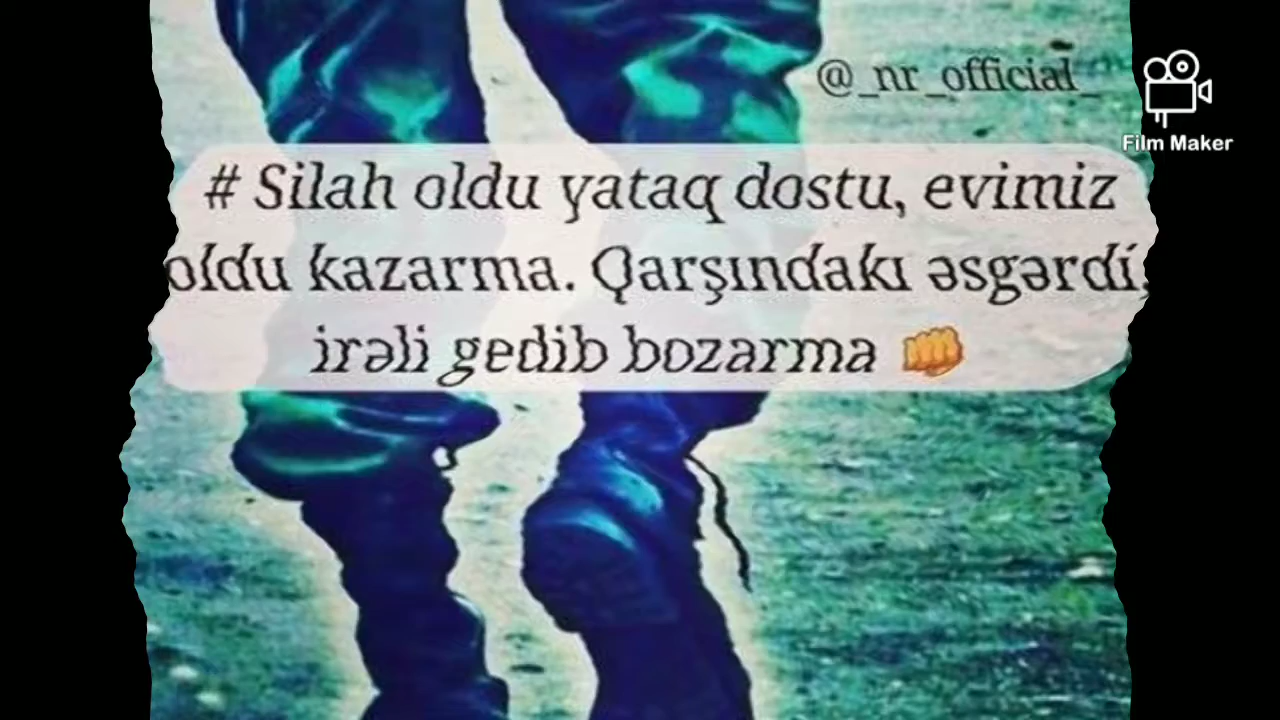 @_nr_official_
Film Maker
# Silah oldu yataq dostu, evimiz
oldu kazarma. Qarşındakı əsgərdi,
irəli gedib bozarma 👊